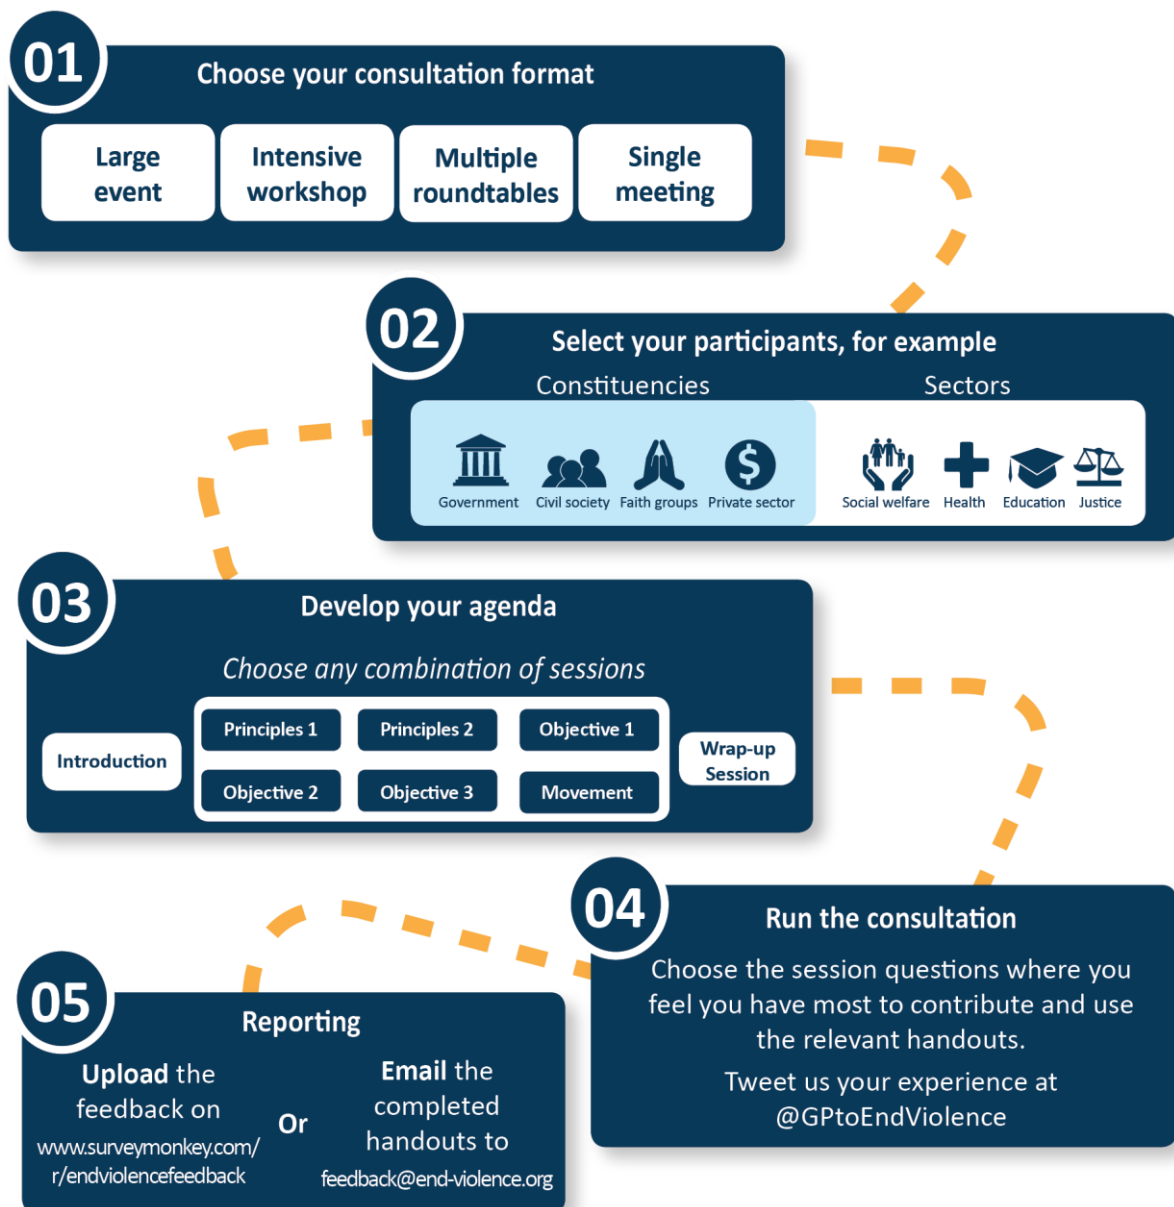 01
Choose your consultation format
Large
event
Intensive
workshop
Multiple
roundtables
Single
meeting
02
Select your participants, for example
Constituencies
Sectors
Government
Civil society
Faith groups
Private sector
$
Social welfare
Health
Education
Justice
03
Develop your agenda
Choose any combination of sessions
Introduction
Principles 1
Principles 2
Objective 1
Objective 2
Objective 3
Movement
Wrap-up
Session
04
Run the consultation
Choose the session questions where you
feel you have most to contribute and use
the relevant handouts.
Tweet us your experience at
@GPtoEndViolence
05
Reporting
Upload the
feedback on
www.surveymonkey.com/
r/endviolencefeedback
Or
Email the
completed
handouts to
feedback@end-violence.org